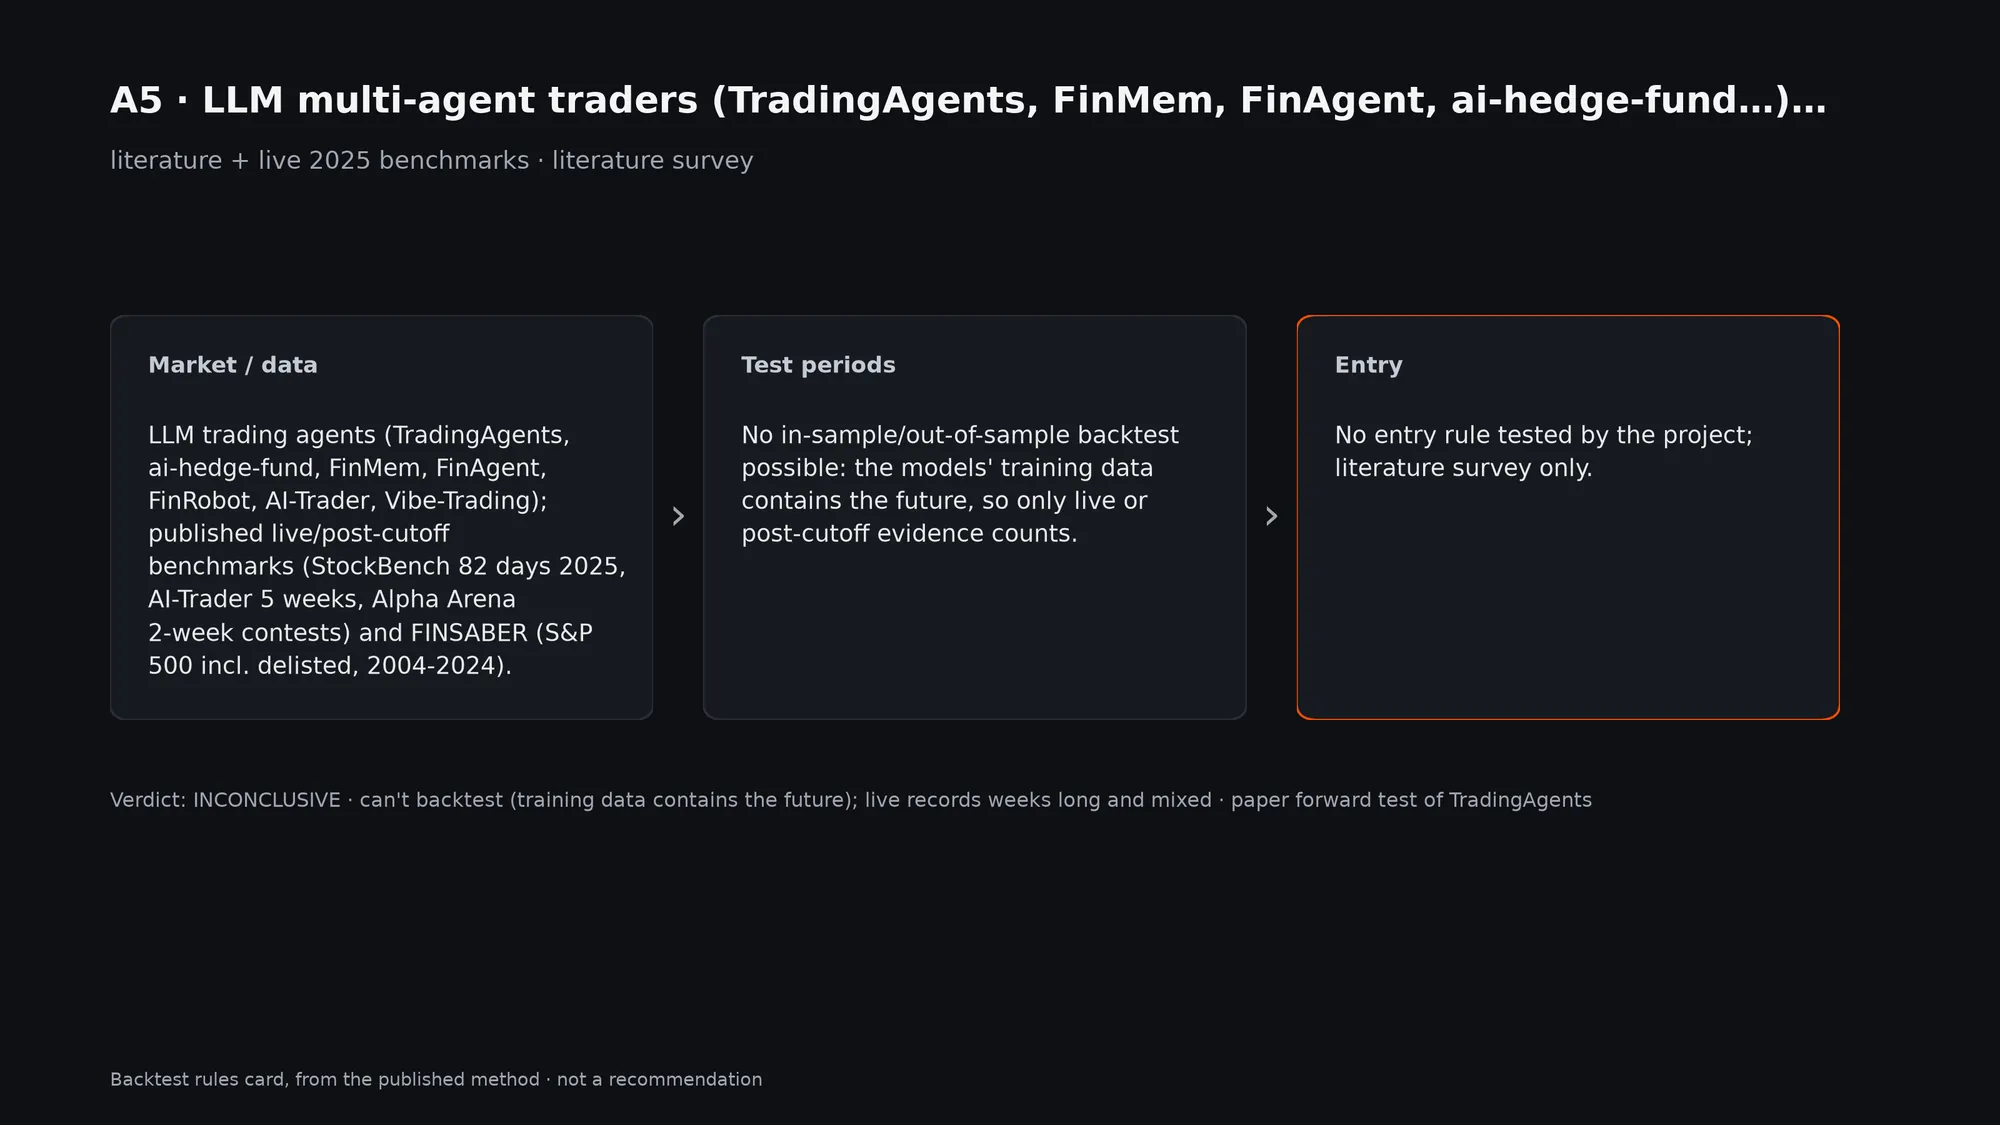 A5 · LLM multi-agent traders (TradingAgents, FinMem, FinAgent, ai-hedge-fund…)…
literature + live 2025 benchmarks · literature survey
Market / data
LLM trading agents (TradingAgents,
ai-hedge-fund, FinMem, FinAgent,
FinRobot, AI-Trader, Vibe-Trading);
published live/post-cutoff
benchmarks (StockBench 82 days 2025,
AI-Trader 5 weeks, Alpha Arena
2-week contests) and FINSABER (S&P
500 incl. delisted, 2004-2024).
›
Test periods
No in-sample/out-of-sample backtest
possible: the models' training data
contains the future, so only live or
post-cutoff evidence counts.
›
Entry
No entry rule tested by the project;
literature survey only.
Verdict: INCONCLUSIVE · can't backtest (training data contains the future); live records weeks long and mixed · paper forward test of TradingAgents
Backtest rules card, from the published method · not a recommendation